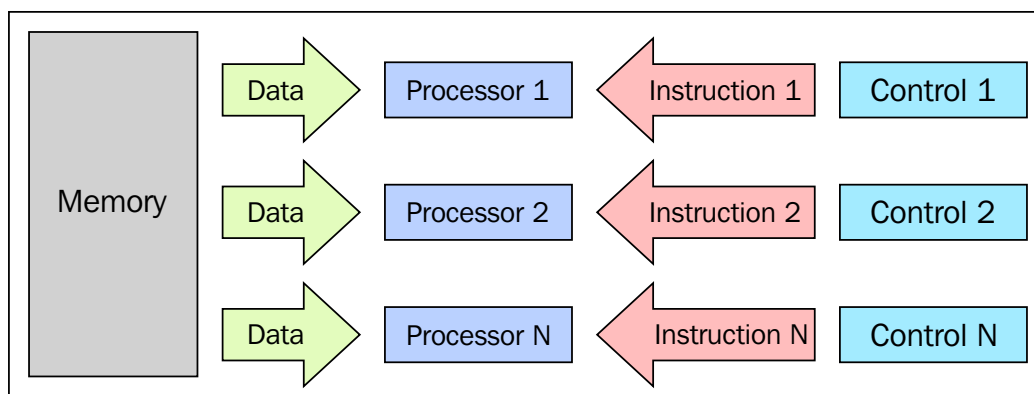 Memory
Data
Processor 1
Instruction 1
Control 1
Data
Processor 2
Instruction 2
Control 2
Data
Processor N
Instruction N
Control N